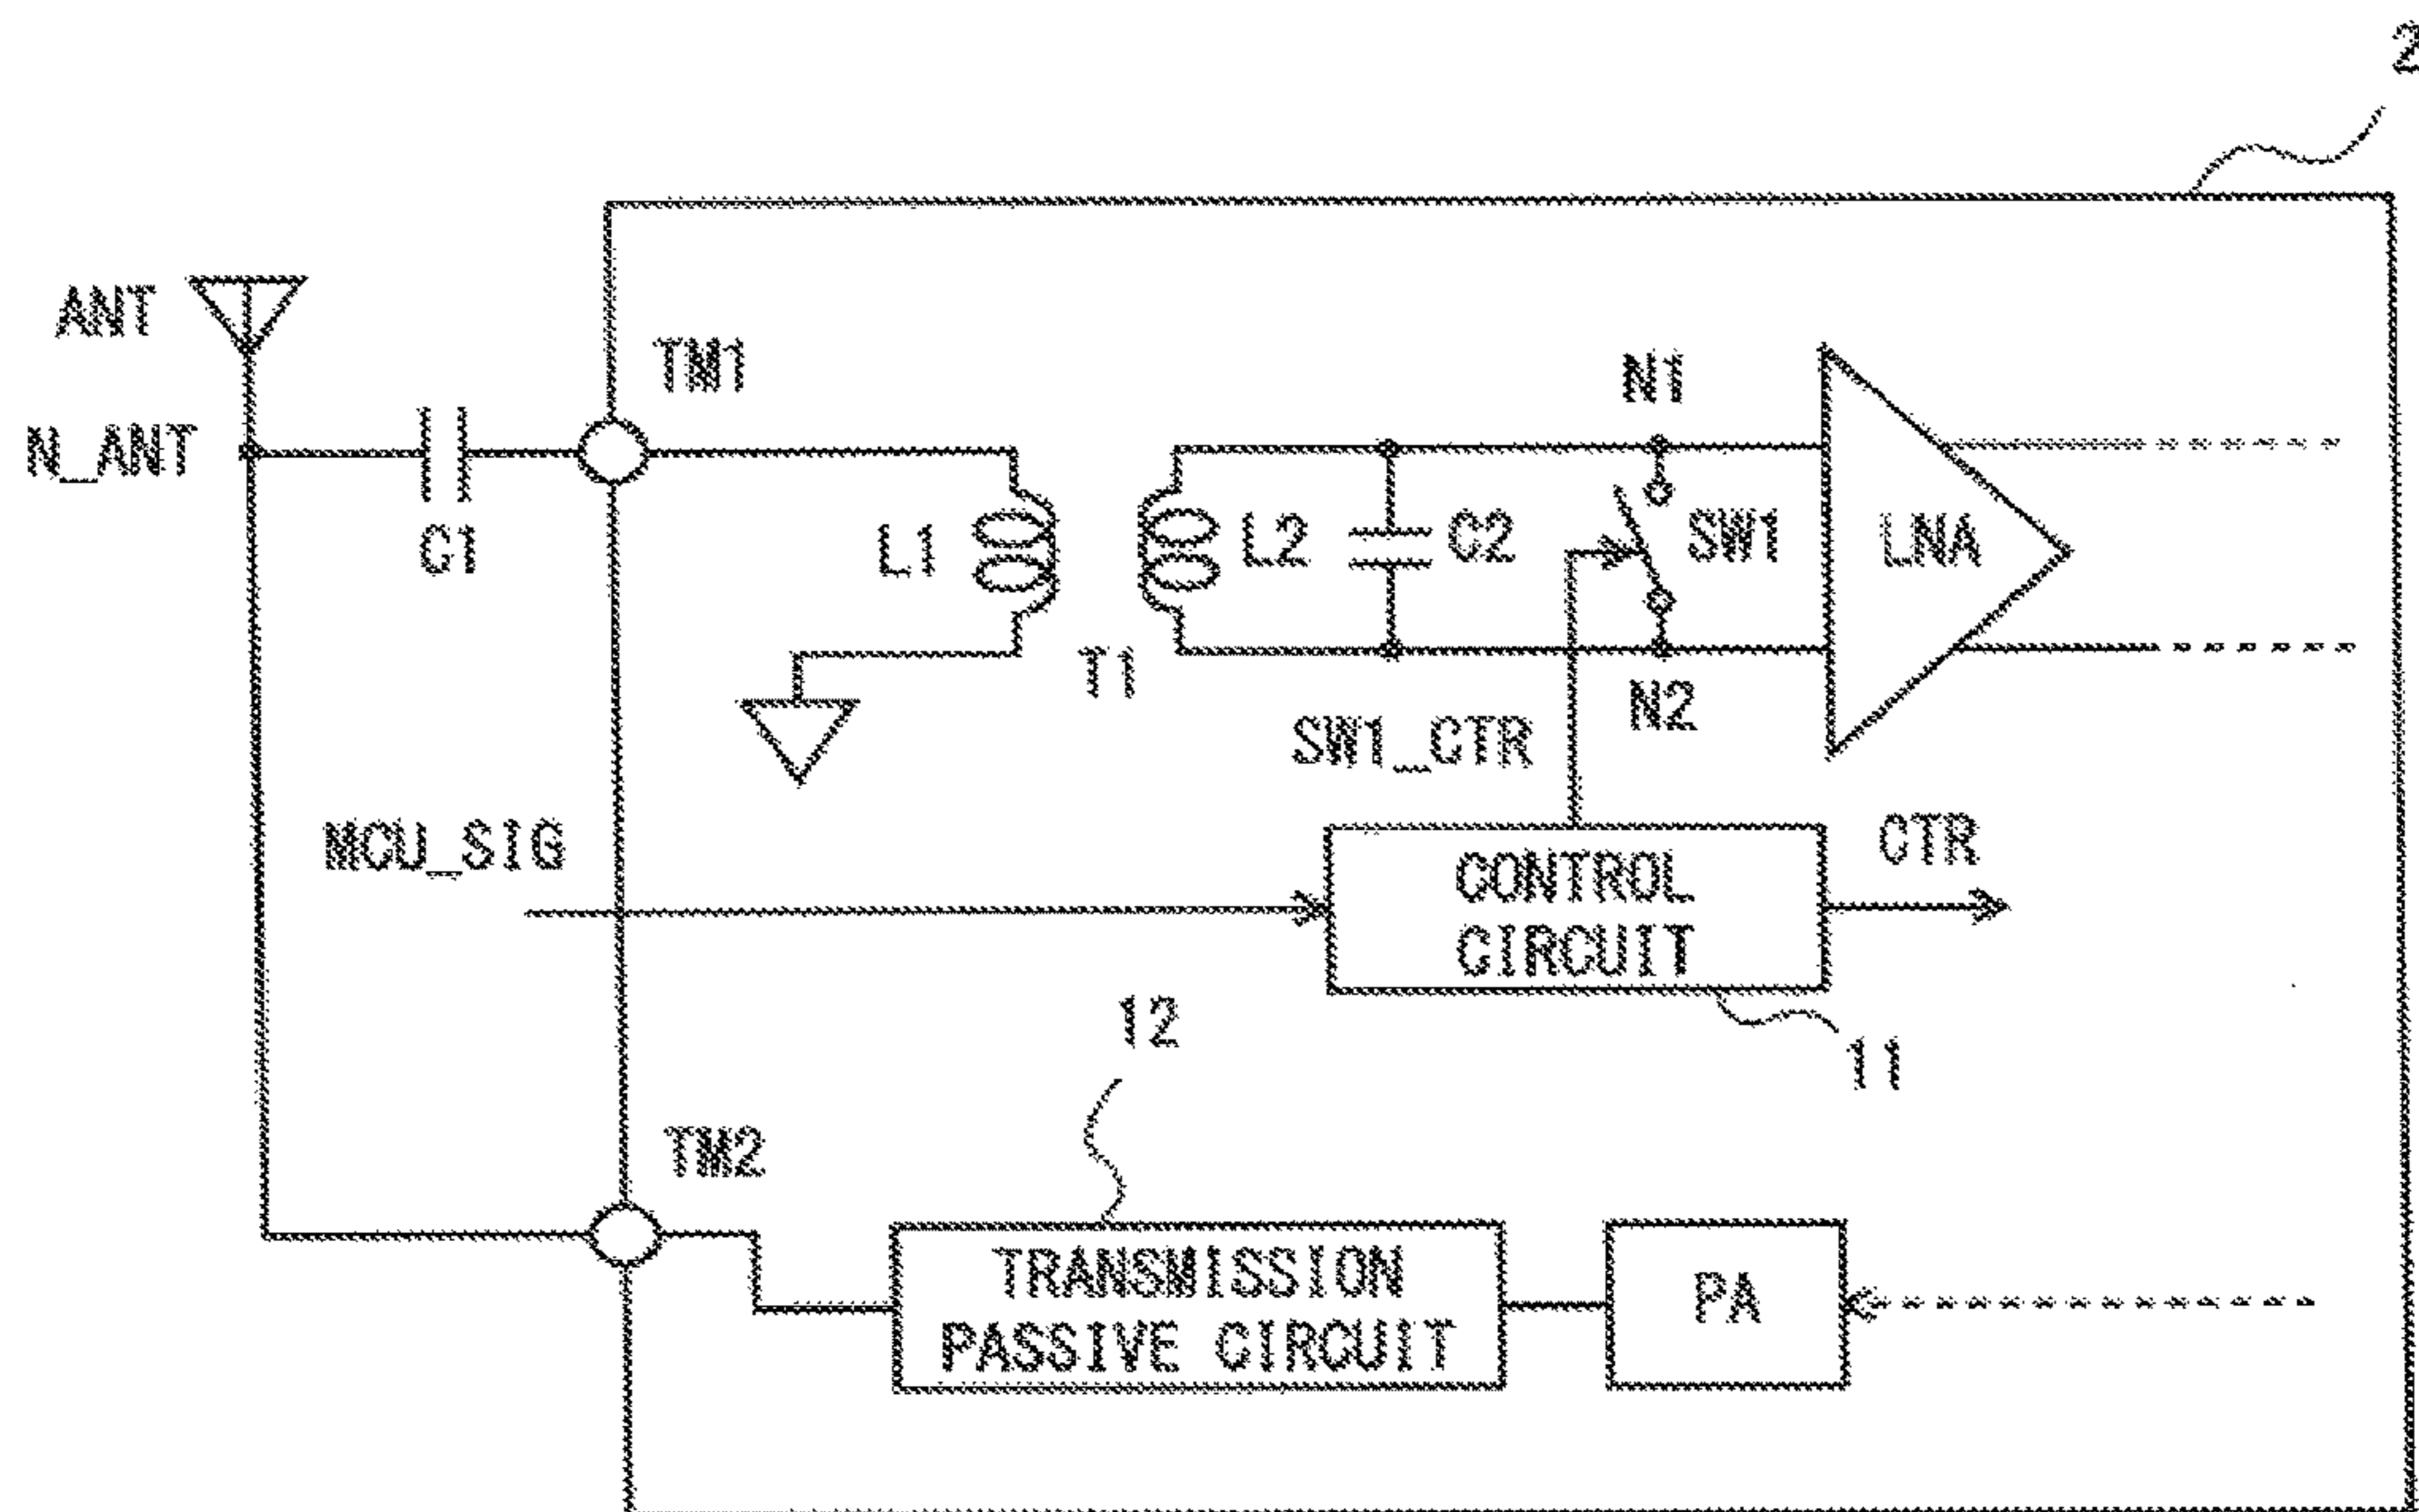 2
ANT
TM1
N1
N_ANT
C1
L1
L2
C2
SW1
LNA
T1
N2
SW1_CTR
MCU_SIG
CTR
CONTROL
CIRCUIT
12
11
TM2
TRANSMISSION
PASSIVE CIRCUIT
PA